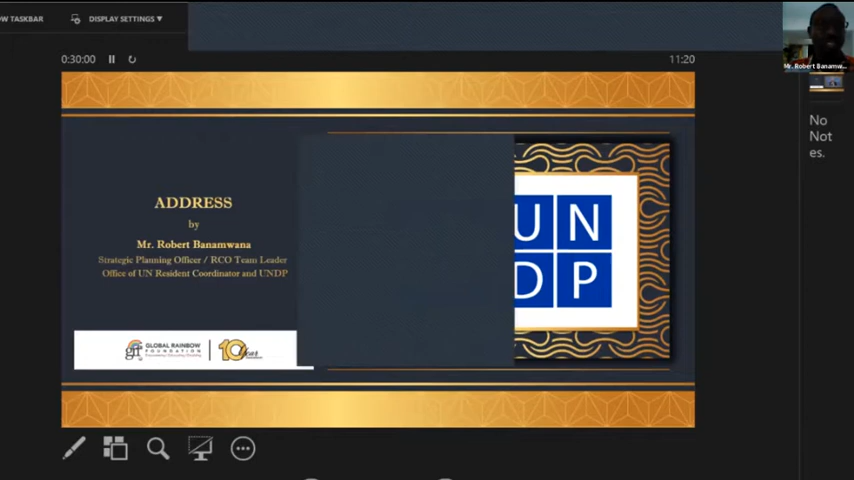 OW TASKBAR
DISPLAY SETTINGS ▼
0:30:00
11:20
Mr. Robert Banamw...
No
Not
es.
ADDRESS
by
Mr. Robert Banamwana
Strategic Planning Officer / RCO Team Leader
Office of UN Resident Coordinator and UNDP
UN
DP
grf
GLOBAL RAINBOW
FOUNDATION
10